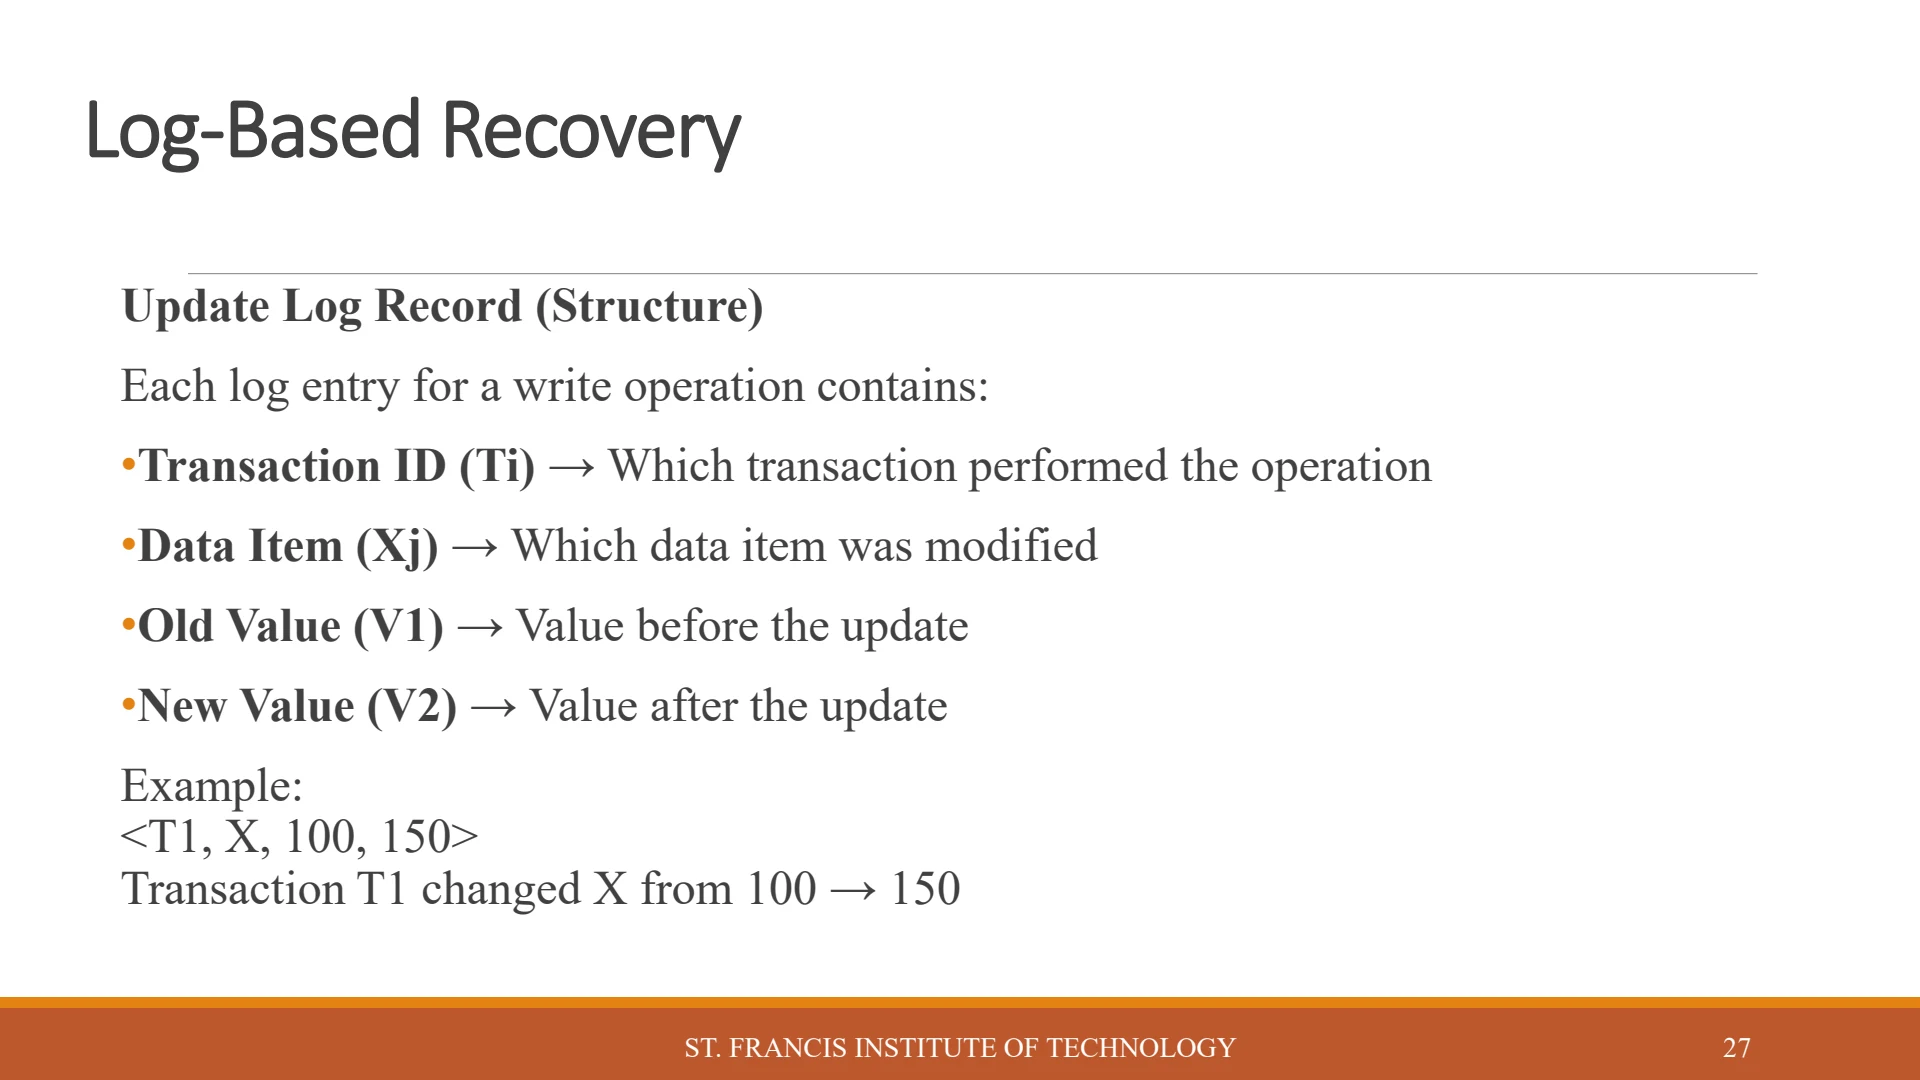 Log-Based Recovery
Update Log Record (Structure)
Each log entry for a write operation contains:
•Transaction ID (Ti) → Which transaction performed the operation
•Data Item (Xj) → Which data item was modified
•Old Value (V1) → Value before the update
•New Value (V2) → Value after the update
Example:
<T1, X, 100, 150>
Transaction T1 changed X from 100 → 150
ST. FRANCIS INSTITUTE OF TECHNOLOGY
27